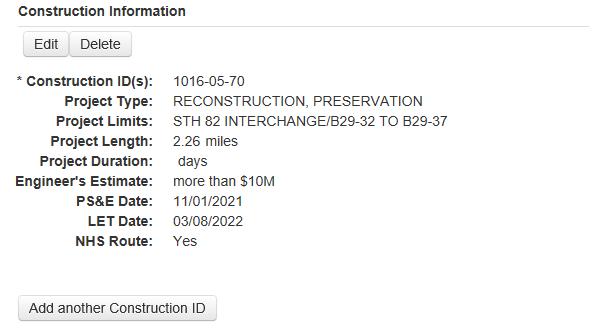 Construction Information
Edit Delete
* Construction ID(s): 1016-05-70
Project Type: RECONSTRUCTION, PRESERVATION
Project Limits: STH 82 INTERCHANGE/B29-32 TO B29-37
Project Length: 2.26 miles
Project Duration: days
Engineer's Estimate: more than $10M
PS&E Date: 11/01/2021
LET Date: 03/08/2022
NHS Route: Yes
Add another Construction ID